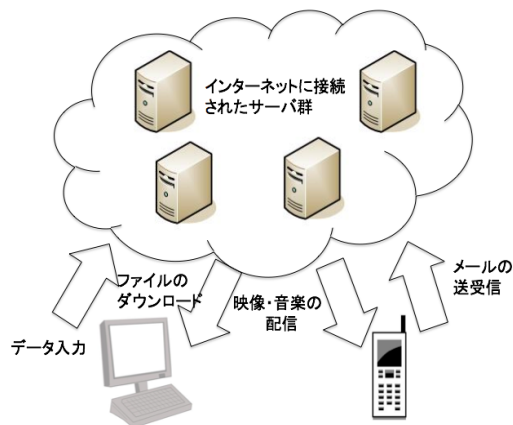 インターネットに接続
されたサーバ群
ファイルの
ダウンロード
映像・音楽の
配信
メールの
送受信
データ入力